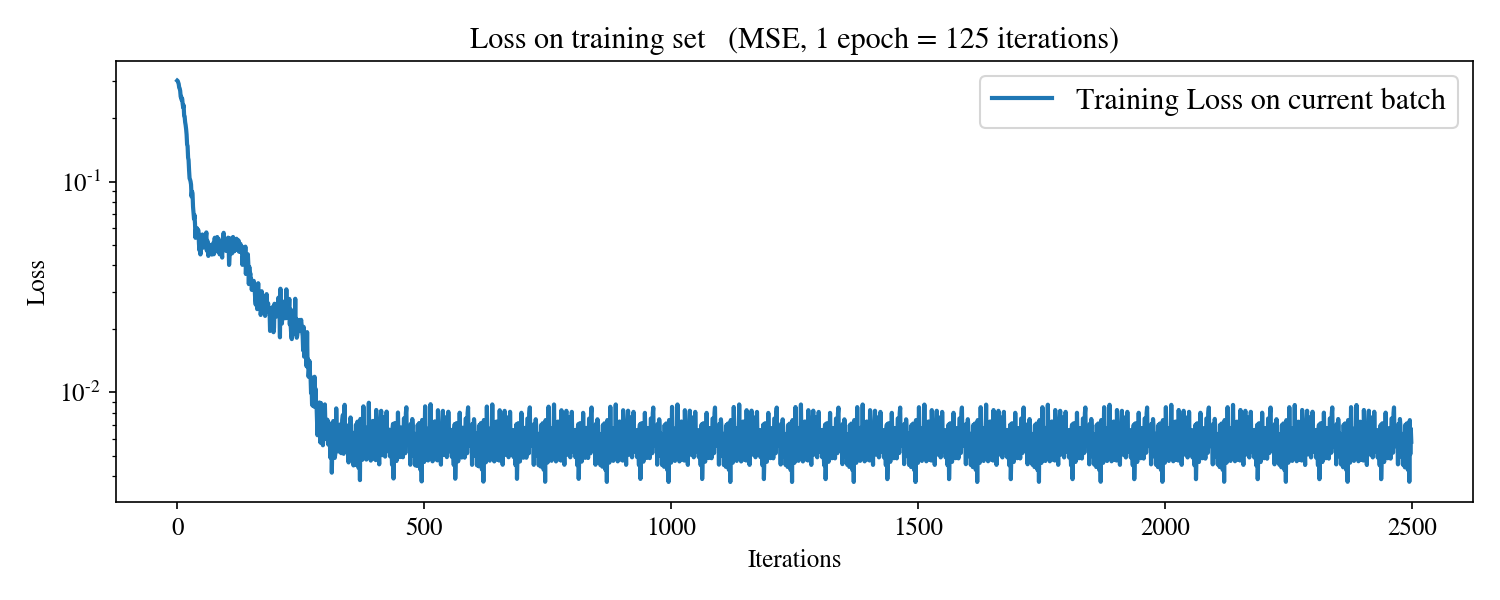 Loss on training set (MSE, 1 epoch = 125 iterations)
Training Loss on current batch
10-1
10-2
Loss
0 500 1000 1500 2000 2500
Iterations